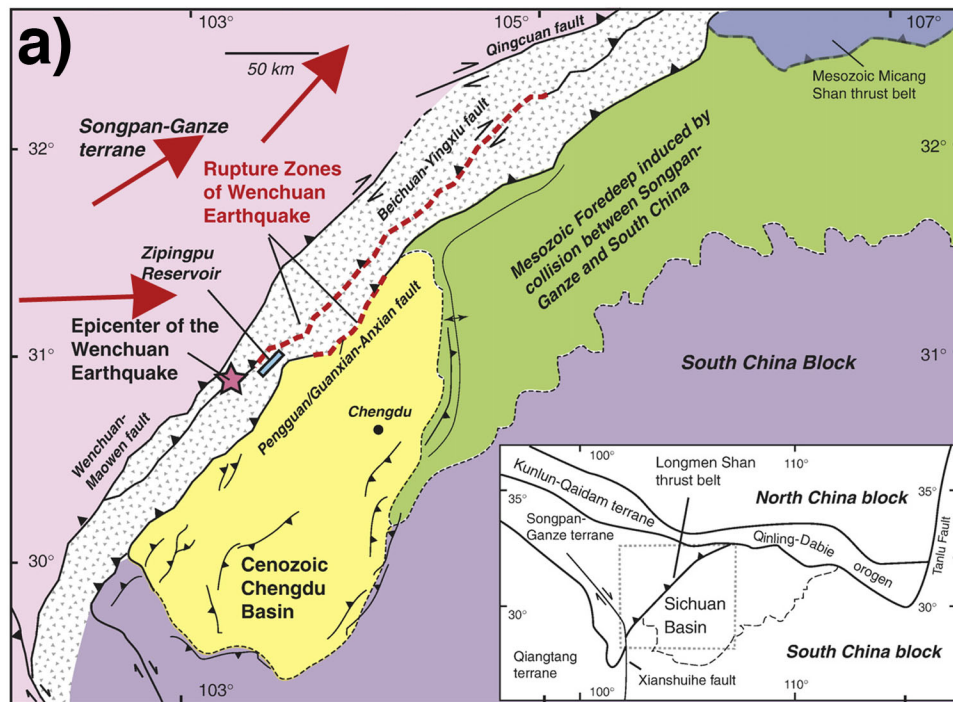 a)
103°
105°
107°
50 km
Qingcuan fault
Mesozoic Micang
Shan thrust belt
Songpan-Ganze
terrane
32°
32°
Rupture Zones
of Wenchuan
Earthquake
Beichuan-Yingxiu fault
Mesozoic Foredeep induced by
collision between Songpan-
Ganze and South China
Zipingpu
Reservoir
Epicenter of the
Wenchuan
Earthquake
31°
31°
South China Block
Pengguan/Guanxian-Anxian fault
Chengdu
Wenchuan-
Maowen fault
30°
Cenozoic
Chengdu
Basin
103°
100°
110°
Longmen Shan
thrust belt
Kunlun-Qaidam terrane
North China block
35°
35°
Songpan-
Ganze terrane
Qinling-Dabie
orogen
Tanlu Fault
30°
30°
Sichuan
Basin
South China block
Qiangtang
terrane
Xianshuihe fault
100°
110°